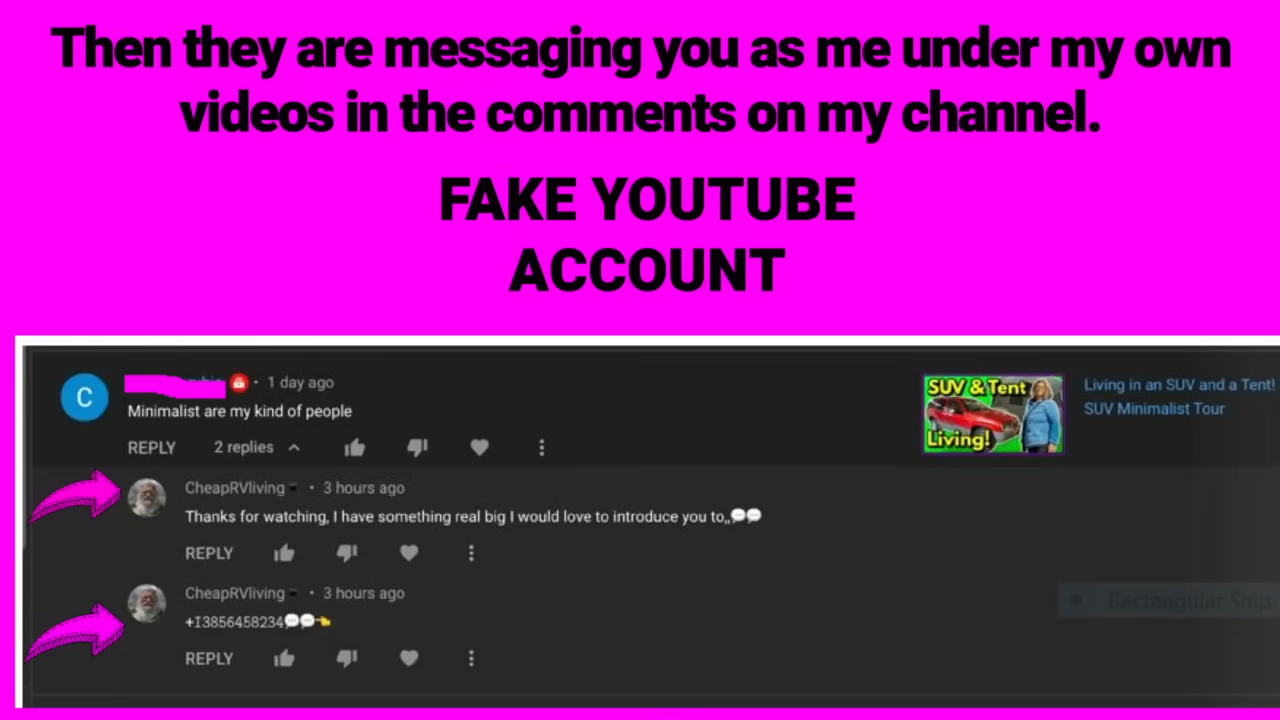 Then they are messaging you as me under my own
videos in the comments on my channel.
FAKE YOUTUBE
ACCOUNT
C
· 1 day ago
Minimalist are my kind of people
REPLY 2 replies
SUV & Tent
Living!
Living in an SUV and a Tent!
SUV Minimalist Tour
CheapRVliving · 3 hours ago
Thanks for watching, I have something real big I would love to introduce you to,,💬💬
REPLY
CheapRVliving · 3 hours ago
+I3856458234💬💬👈
REPLY
Rectangular Snip